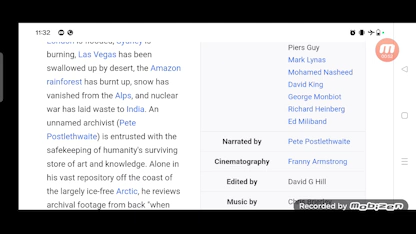 11:32
London is flooded, Sydney is
burning, Las Vegas has been
swallowed up by desert, the Amazon
rainforest has burnt up, snow has
vanished from the Alps, and nuclear
war has laid waste to India. An
unnamed archivist (Pete
Postlethwaite) is entrusted with the
safekeeping of humanity's surviving
store of art and knowledge. Alone in
his vast repository off the coast of
the largely ice-free Arctic, he reviews
archival footage from back "when
Piers Guy
Mark Lynas
Mohamed Nasheed
David King
George Monbiot
Richard Heinberg
Ed Miliband
Narrated by Pete Postlethwaite
Cinematography Franny Armstrong
Edited by David G Hill
Music by
Recorded by Mobizen